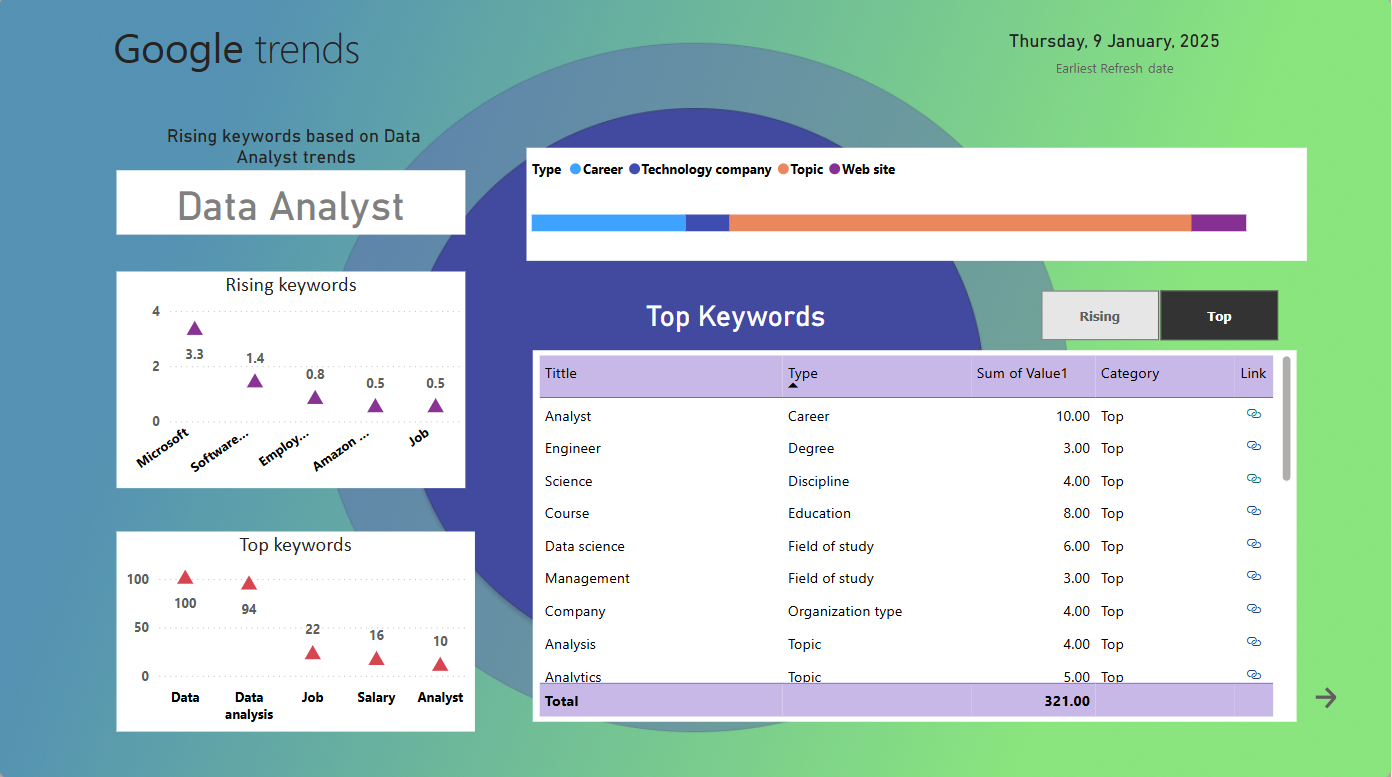 Google trends
Thursday, 9 January, 2025
Earliest Refresh date
Rising keywords based on Data
Analyst trends
Data Analyst
Type Career Technology company Topic Web site
Rising keywords
4
2
0
3.3
1.4
0.8
0.5
0.5
Microsoft
Software...
Employ...
Amazon ...
Job
Top keywords
100
50
0
100
94
22
16
10
Data
Data
analysis
Job
Salary
Analyst
Top Keywords
Rising
Top
Tittle Type Sum of Value1 Category Link
Analyst Career 10.00 Top
Engineer Degree 3.00 Top
Science Discipline 4.00 Top
Course Education 8.00 Top
Data science Field of study 6.00 Top
Management Field of study 3.00 Top
Company Organization type 4.00 Top
Analysis Topic 4.00 Top
Analytics Topic 5.00 Top
Total 321.00